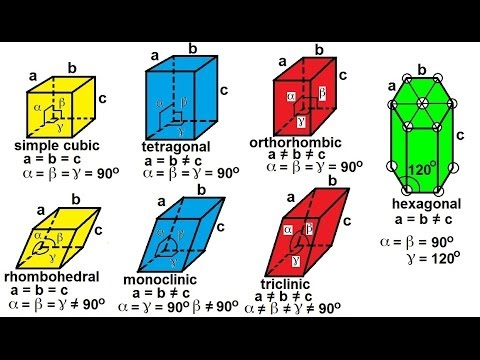 a b c
α β γ
simple cubic
a = b = c
α = β = γ = 90°
a b c
α β γ
tetragonal
a = b ≠ c
α = β = γ = 90°
a b c
α β γ
orthorhombic
a ≠ b ≠ c
α = β = γ = 90°
a b c
120°
hexagonal
a = b ≠ c
α = β = 90°
γ = 120°
a b c
α β γ
rhombohedral
a = b = c
α = β = γ ≠ 90°
a b c
α β γ
monoclinic
a = b ≠ c
α = γ = 90° β ≠ 90°
a b c
α β γ
triclinic
a ≠ b ≠ c
α ≠ β ≠ γ ≠ 90°